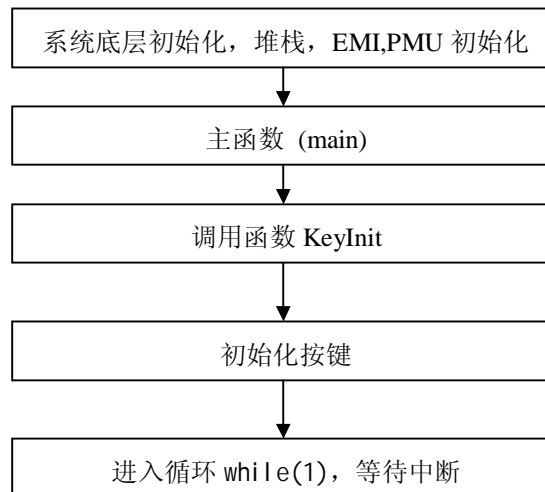 系统底层初始化，堆栈，EMI,PMU 初始化
主函数 (main)
调用函数 KeyInit
初始化按键
进入循环 while(1)，等待中断